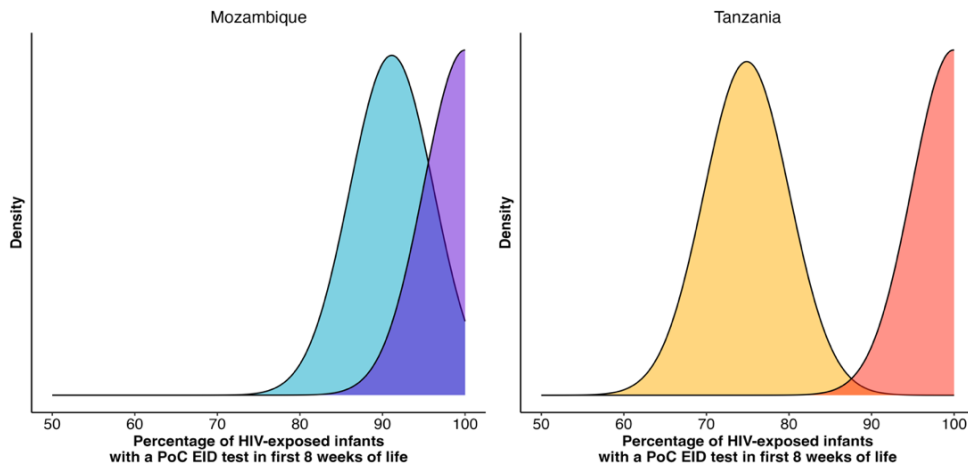 Mozambique
Density
50 60 70 80 90 100
Percentage of HIV-exposed infants
with a PoC EID test in first 8 weeks of life
Tanzania
Density
50 60 70 80 90 100
Percentage of HIV-exposed infants
with a PoC EID test in first 8 weeks of life